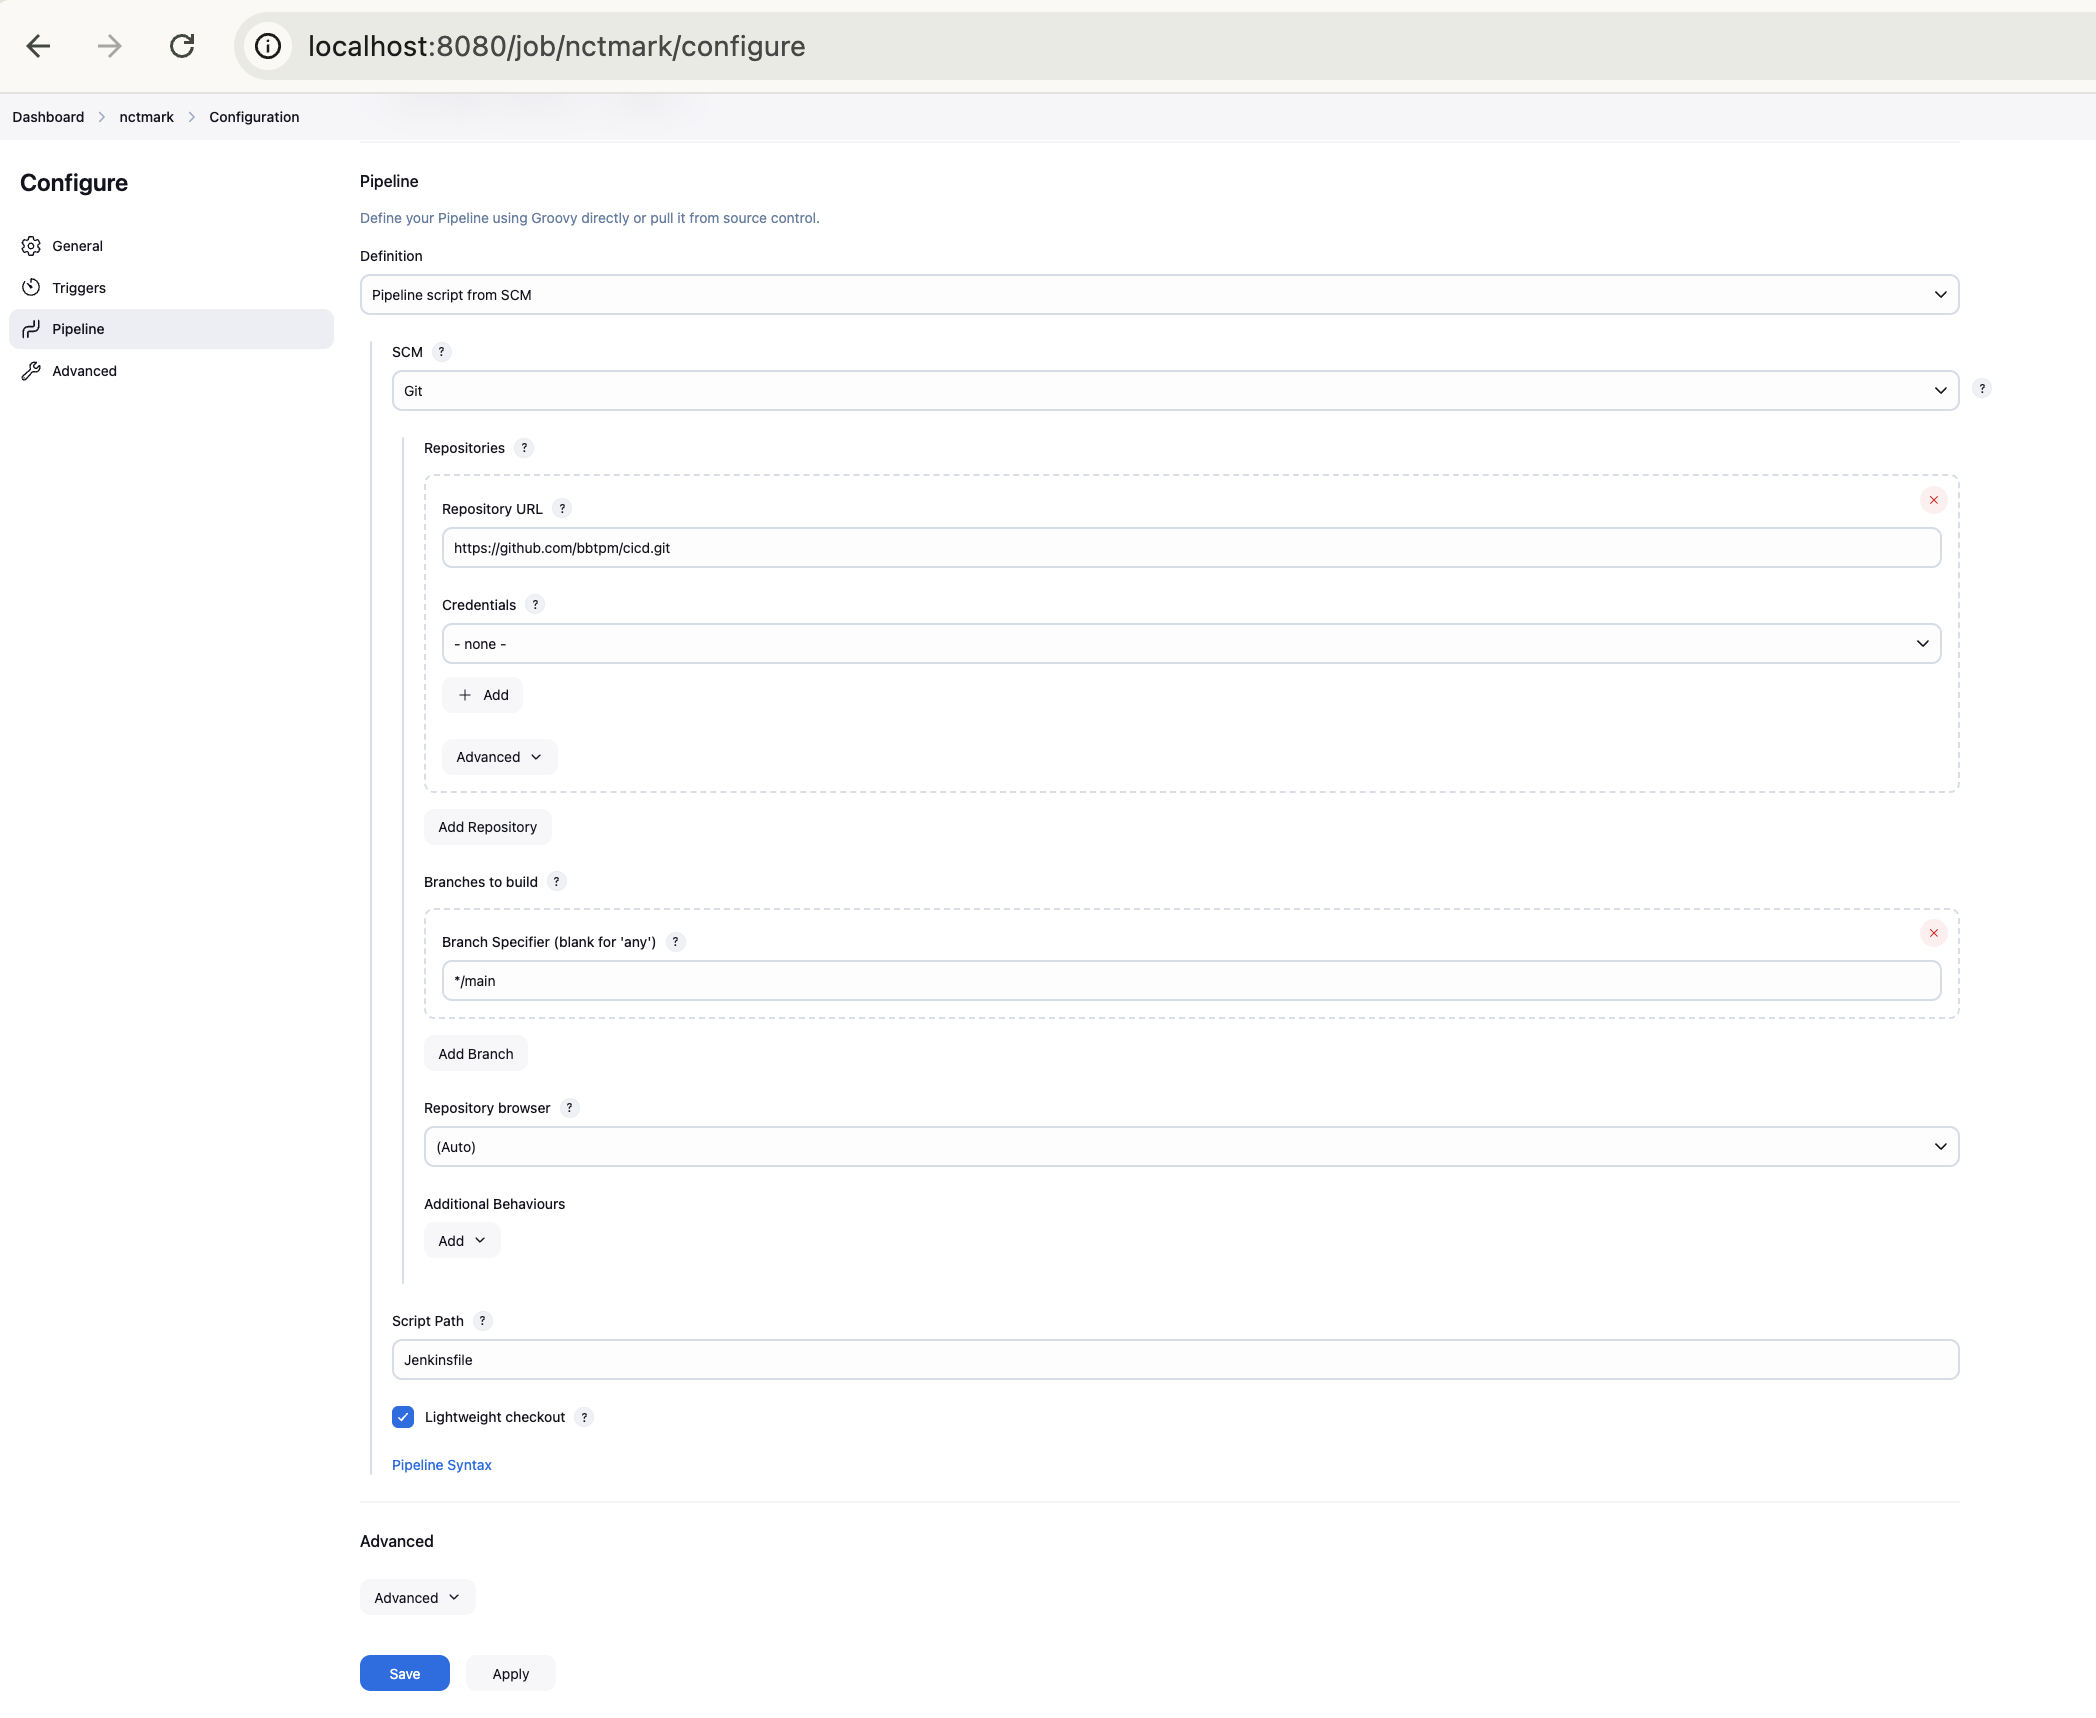 localhost:8080/job/nctmark/configure
Dashboard > nctmark > Configuration
Configure
General
Triggers
Pipeline
Advanced
Pipeline
Define your Pipeline using Groovy directly or pull it from source control.
Definition
Pipeline script from SCM
SCM ?
Git
?
Repositories ?
Repository URL ?
https://github.com/bbtpm/cicd.git
Credentials ?
- none -
+ Add
Advanced
Add Repository
Branches to build ?
Branch Specifier (blank for 'any') ?
*/main
Add Branch
Repository browser ?
(Auto)
Additional Behaviours
Add
Script Path ?
Jenkinsfile
Lightweight checkout ?
Pipeline Syntax
Advanced
Advanced
Save
Apply